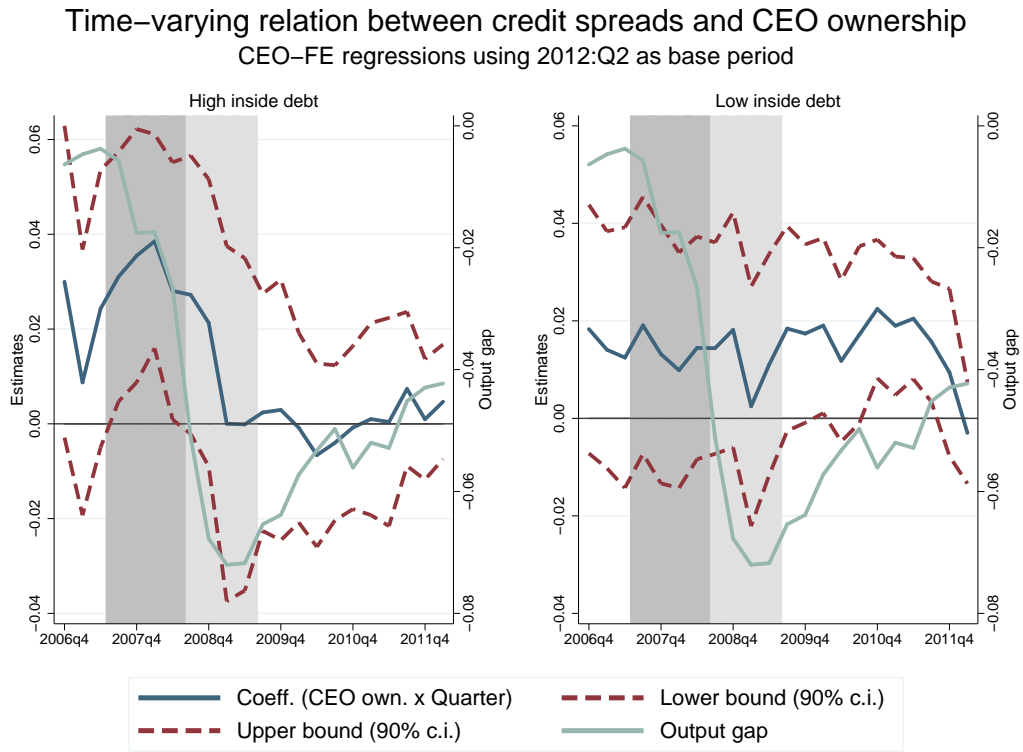 Time−varying relation between credit spreads and CEO ownership
CEO−FE regressions using 2012:Q2 as base period
High inside debt
0.06
0.04
0.02
0.00
−0.02
−0.04
Estimates
0.00
−0.02
−0.04
−0.06
−0.08
Output gap
2006q4 2007q4 2008q4 2009q4 2010q4 2011q4
Low inside debt
0.06
0.04
0.02
0.00
−0.02
−0.04
Estimates
0.00
−0.02
−0.04
−0.06
−0.08
Output gap
2006q4 2007q4 2008q4 2009q4 2010q4 2011q4
Coeff. (CEO own. x Quarter) Lower bound (90% c.i.)
Upper bound (90% c.i.) Output gap